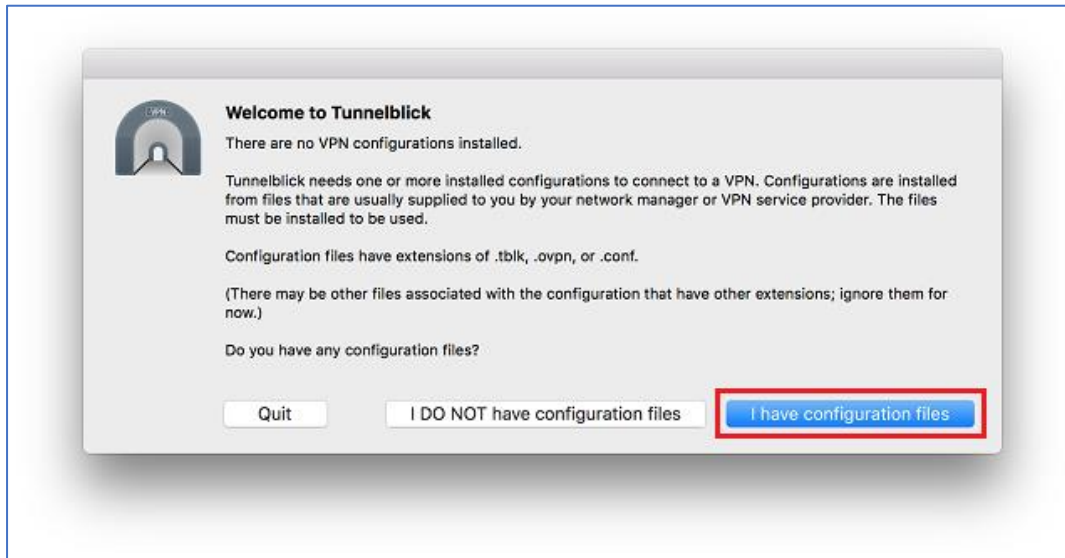 VPN
Welcome to Tunnelblick
There are no VPN configurations installed.
Tunnelblick needs one or more installed configurations to connect to a VPN. Configurations are installed
from files that are usually supplied to you by your network manager or VPN service provider. The files
must be installed to be used.
Configuration files have extensions of .tblk, .ovpn, or .conf.
(There may be other files associated with the configuration that have other extensions; ignore them for
now.)
Do you have any configuration files?
Quit I DO NOT have configuration files I have configuration files